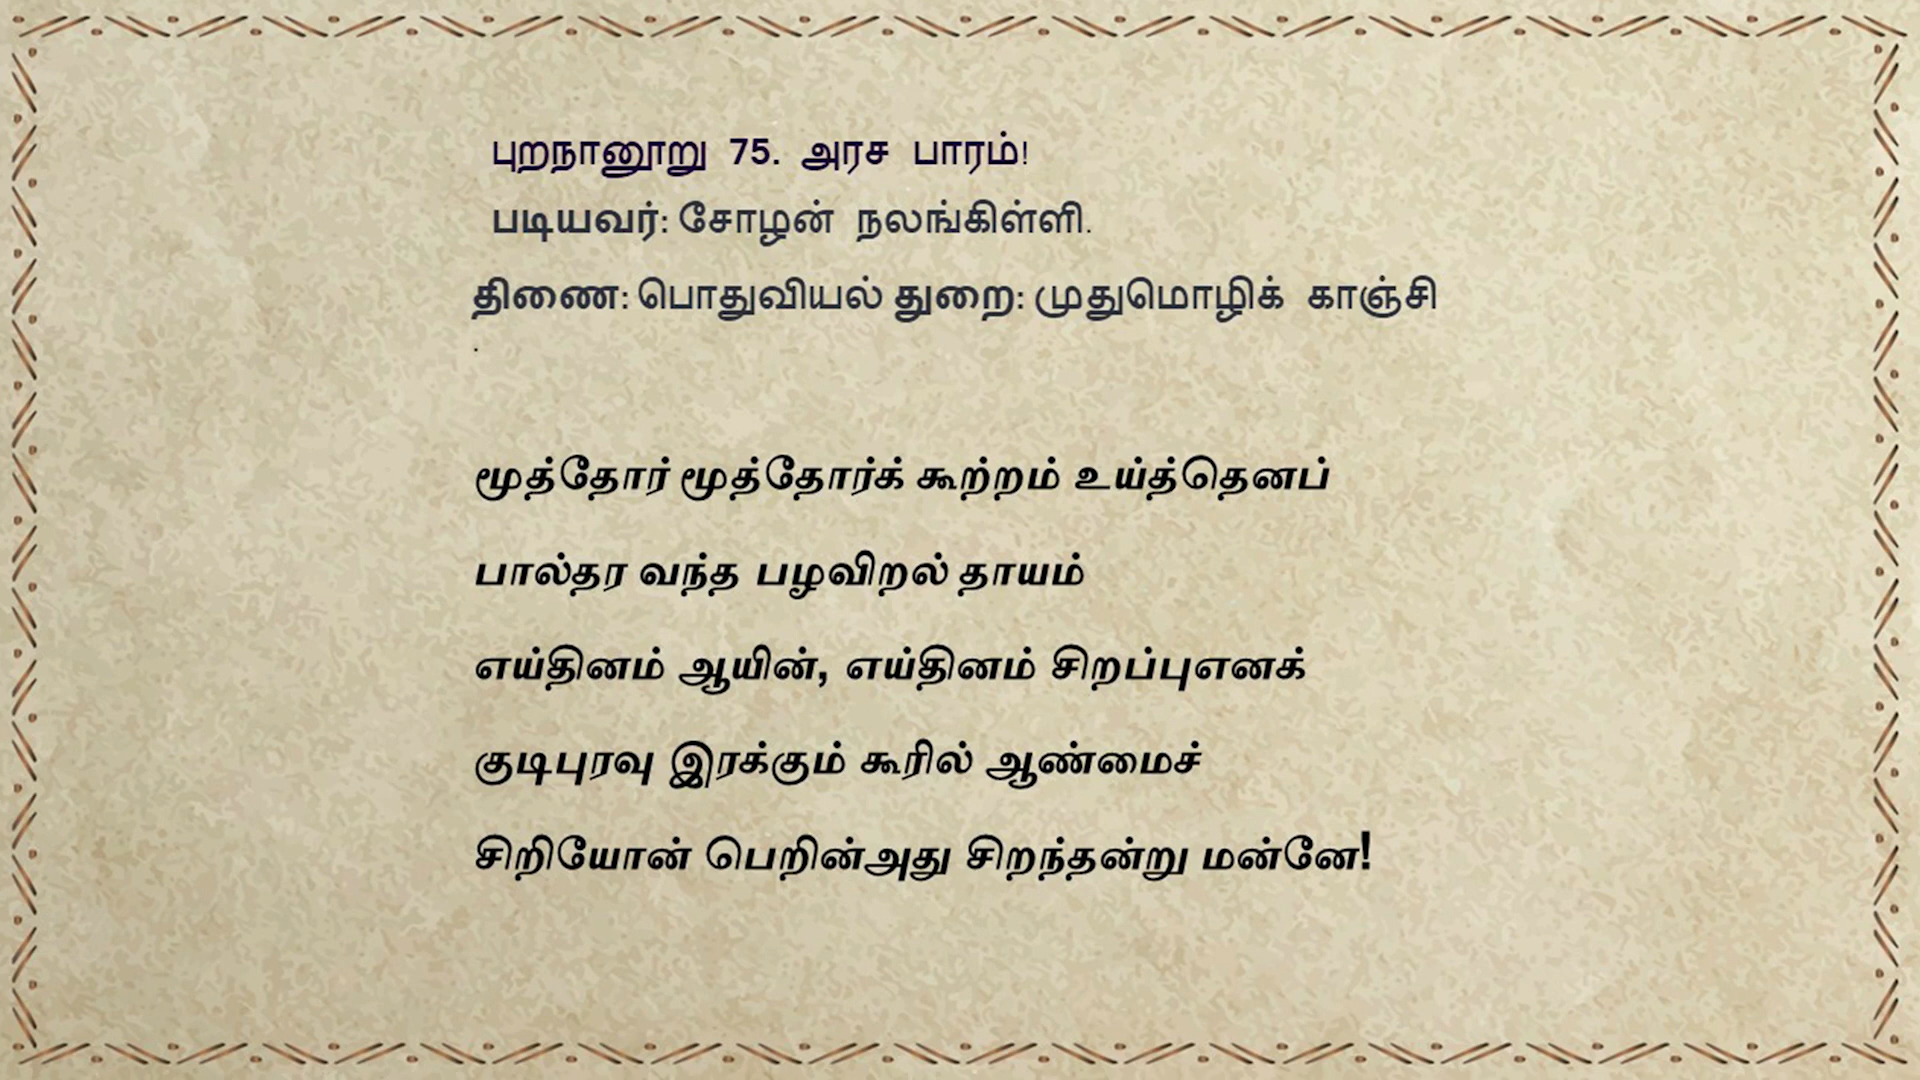 புறநானூறு 75. அரச பாரம்!
படியவர்: சோழன் நலங்கிள்ளி.
திணை: பொதுவியல் துறை: முதுமொழிக் காஞ்சி
.
மூத்தோர் மூத்தோர்க் கூற்றம் உய்த்தெனப்
பால்தர வந்த பழவிறல் தாயம்
எய்தினம் ஆயின், எய்தினம் சிறப்புஎனக்
குடிபுரவு இரக்கும் கூரில் ஆண்மைச்
சிறியோன் பெறின்அது சிறந்தன்று மன்னே!